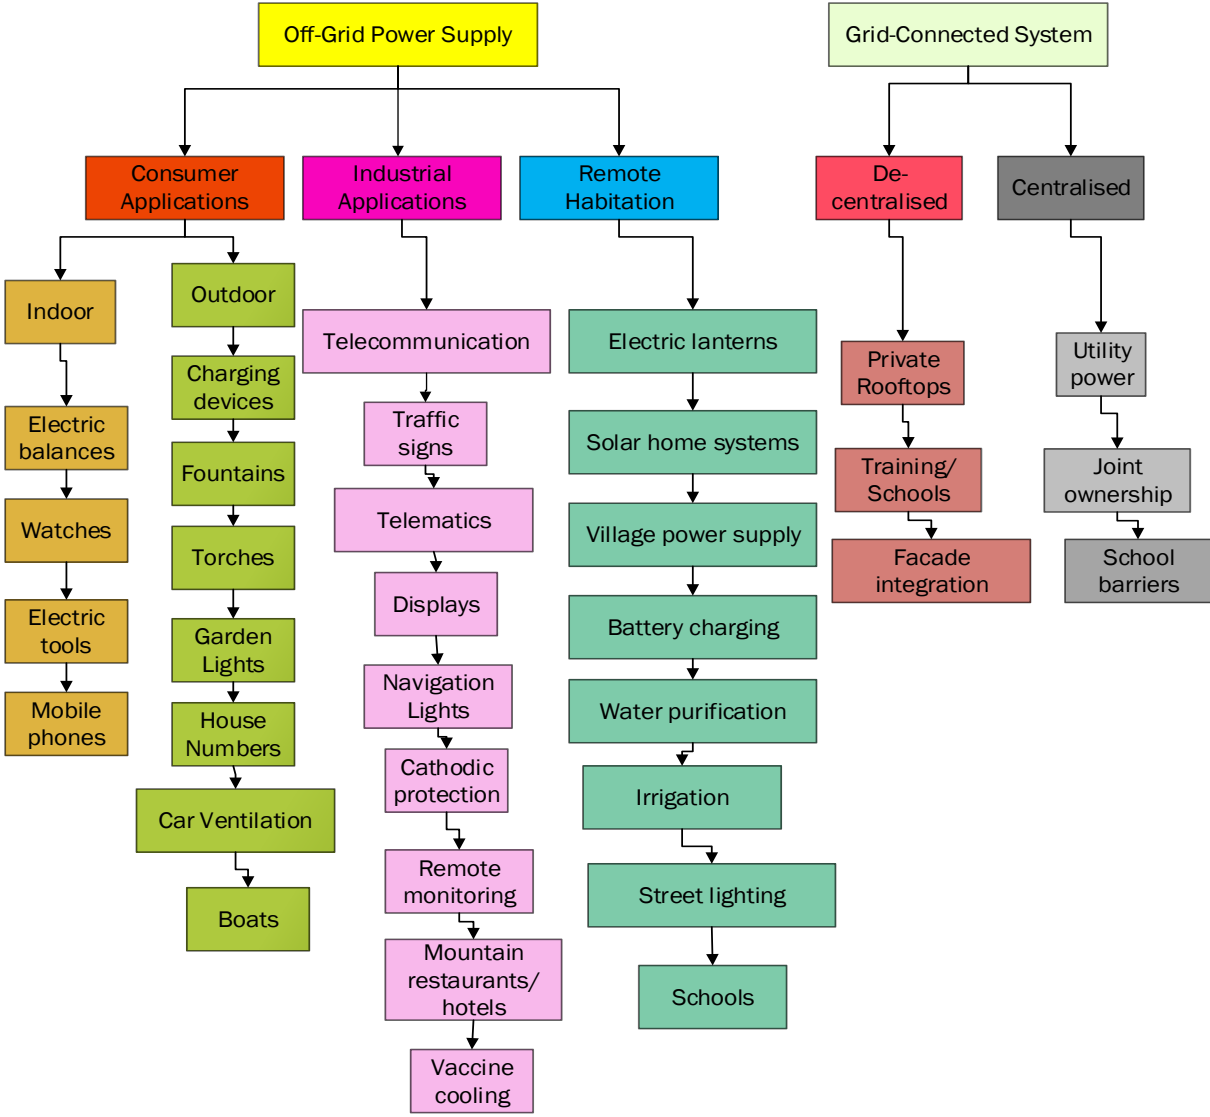 Off-Grid Power Supply
Grid-Connected System
Consumer
Applications
Industrial
Applications
Remote
Habitation
De-
centralised
Centralised
Indoor
Electric
balances
Watches
Electric
tools
Mobile
phones
Outdoor
Charging
devices
Fountains
Torches
Garden
Lights
House
Numbers
Car Ventilation
Boats
Telecommunication
Traffic
signs
Telematics
Displays
Navigation
Lights
Cathodic
protection
Remote
monitoring
Mountain
restaurants/
hotels
Vaccine
cooling
Electric lanterns
Solar home systems
Village power supply
Battery charging
Water purification
Irrigation
Street lighting
Schools
Private
Rooftops
Training/
Schools
Facade
integration
Utility
power
Joint
ownership
School
barriers